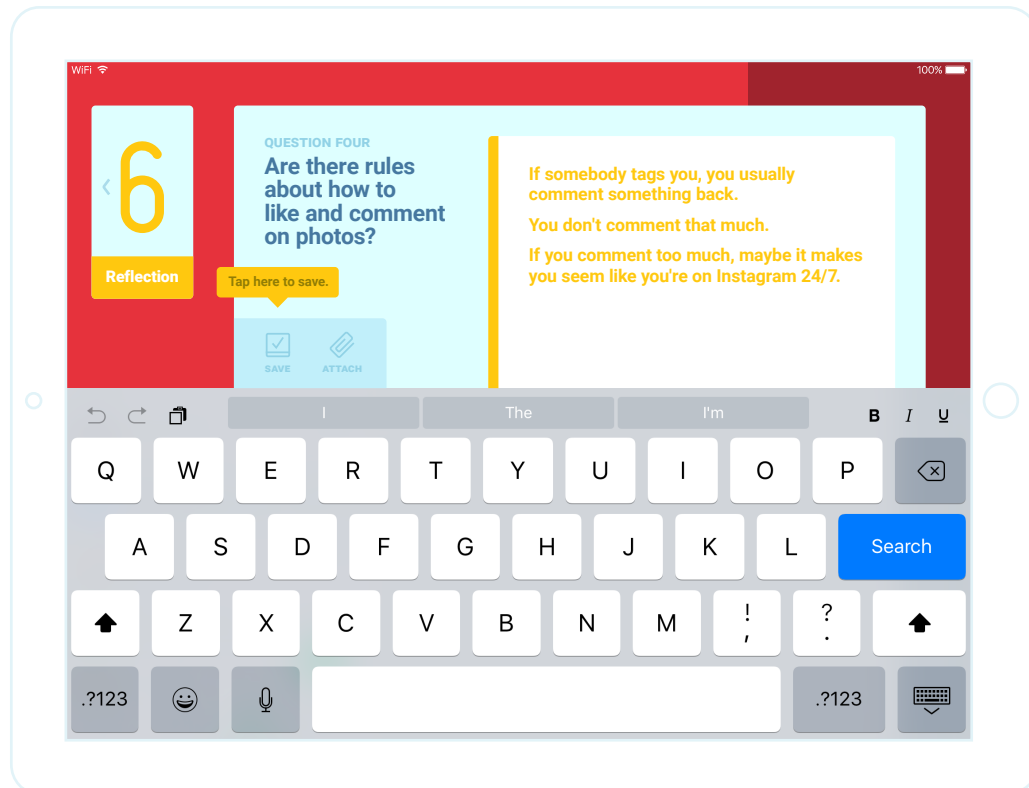 WiFi
100%
6
Reflection
QUESTION FOUR
Are there rules
about how to
like and comment
on photos?
Tap here to save.
SAVE
ATTACH
If somebody tags you, you usually
comment something back.
You don't comment that much.
If you comment too much, maybe it makes
you seem like you're on Instagram 24/7.
I The I'm B I U
Q W E R T Y U I O P
A S D F G H J K L Search
Z X C V B N M ! , ? .
.?123 .?123